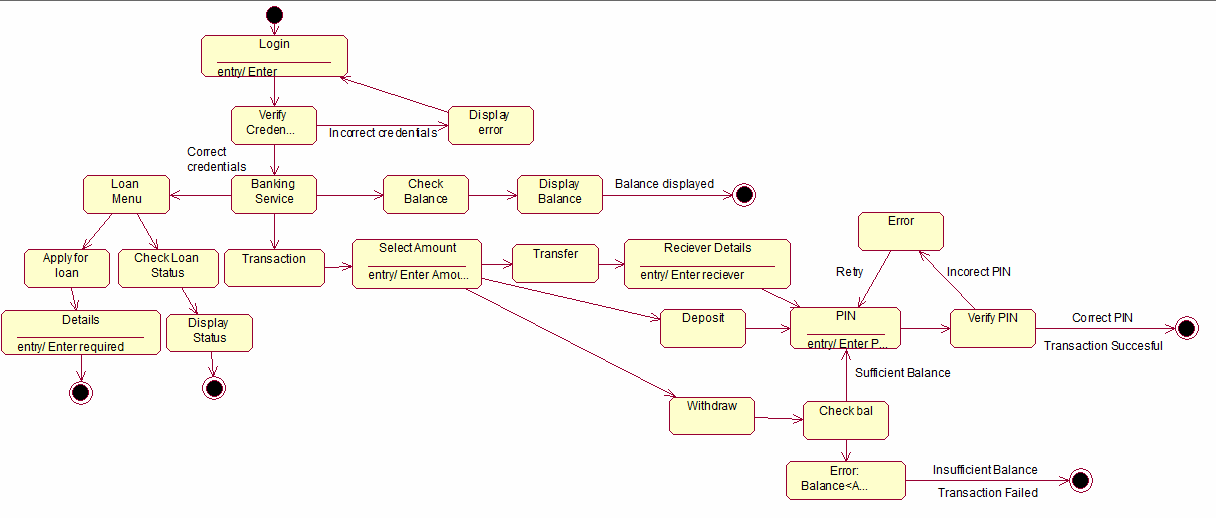 Login
entry/ Enter
Verify
Creden...
Incorrect credentials
Display
error
Correct
credentials
Loan
Menu
Banking
Service
Check
Balance
Display
Balance
Balance displayed
Apply for
loan
Check Loan
Status
Transaction
Select Amount
entry/ Enter Amou...
Transfer
Reciever Details
entry/ Enter reciever
Error
Retry
Incorect PIN
Details
entry/ Enter required
Display
Status
Deposit
PIN
entry/ Enter P...
Verify PIN
Correct PIN
Transaction Succesful
Sufficient Balance
Withdraw
Check bal
Error:
Balance<A...
Insufficient Balance
Transaction Failed